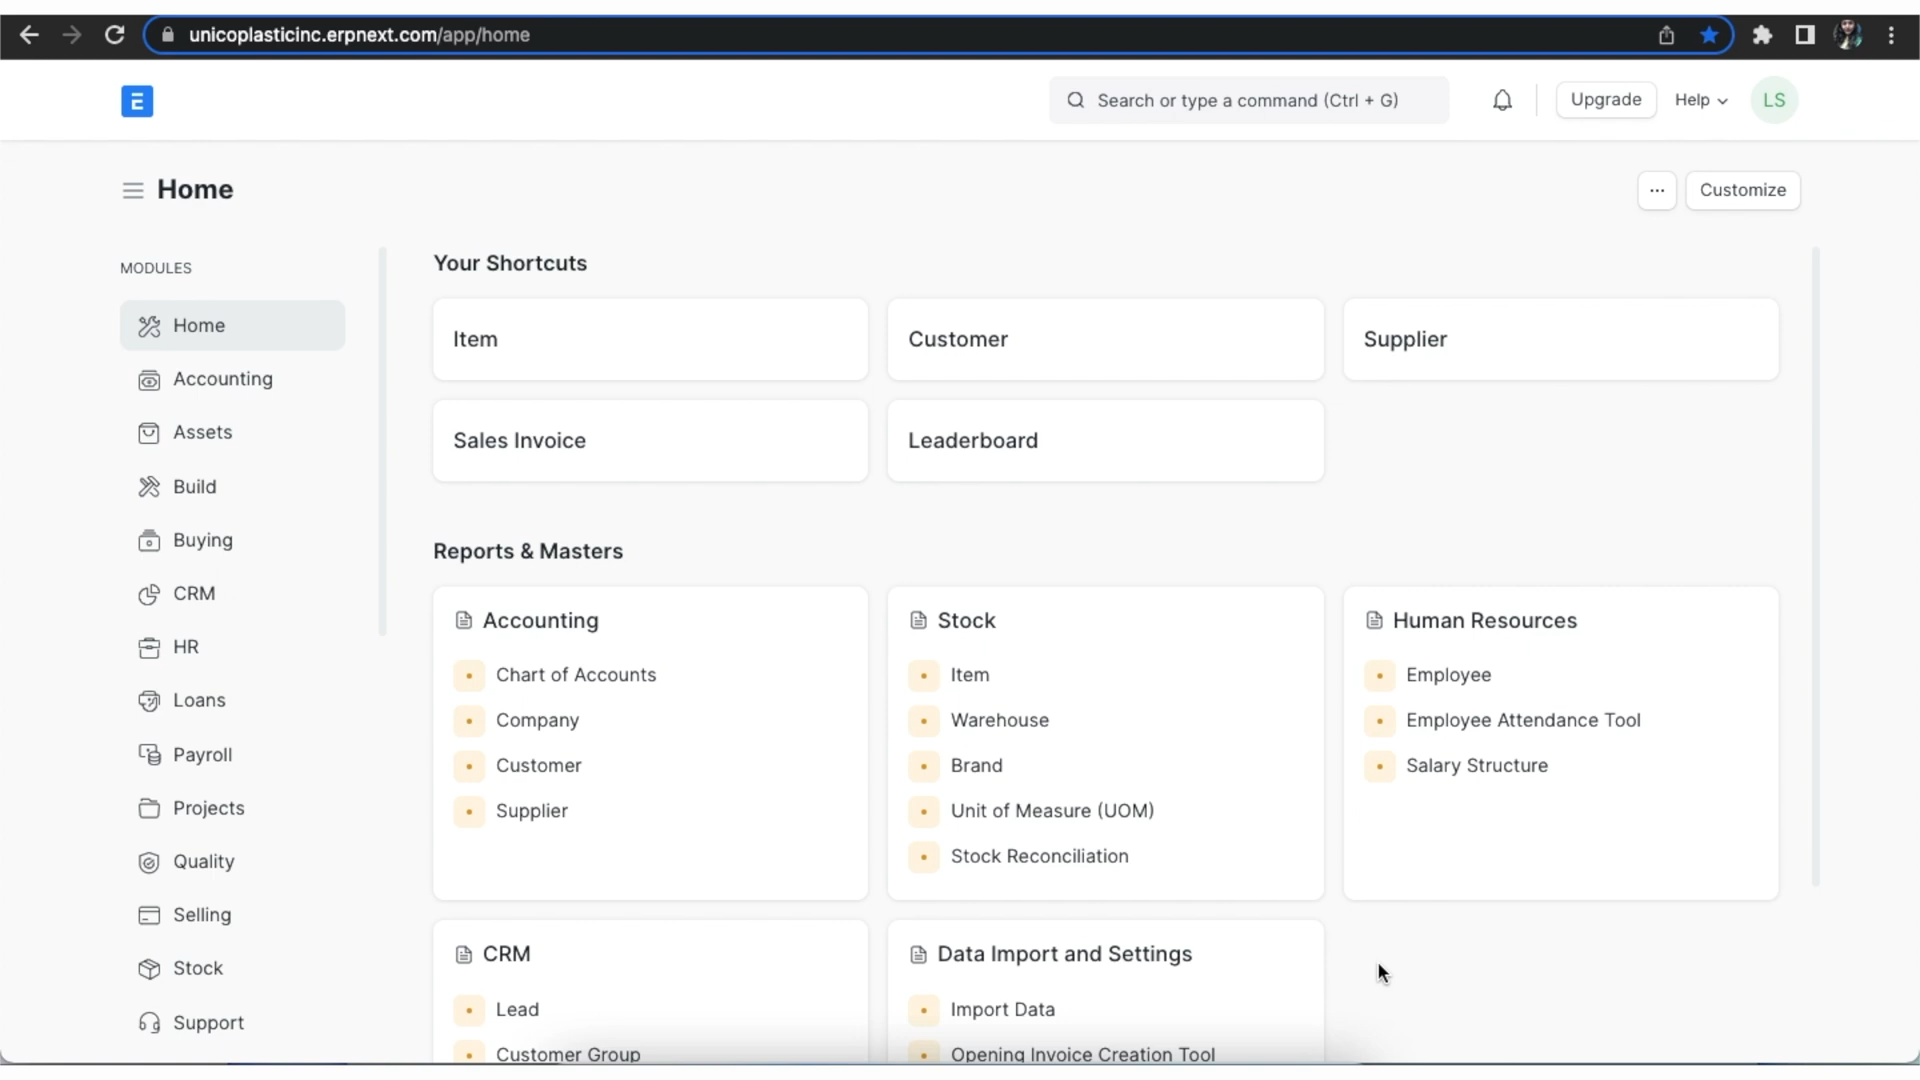 unicoplasticinc.erpnext.com/app/home
E
Search or type a command (Ctrl + G)
Upgrade
Help
LS
Home
...
Customize
MODULES
Home
Accounting
Assets
Build
Buying
CRM
HR
Loans
Payroll
Projects
Quality
Selling
Stock
Support
Your Shortcuts
Item
Customer
Supplier
Sales Invoice
Leaderboard
Reports & Masters
Accounting
Chart of Accounts
Company
Customer
Supplier
Stock
Item
Warehouse
Brand
Unit of Measure (UOM)
Stock Reconciliation
Human Resources
Employee
Employee Attendance Tool
Salary Structure
CRM
Lead
Customer Group
Data Import and Settings
Import Data
Opening Invoice Creation Tool